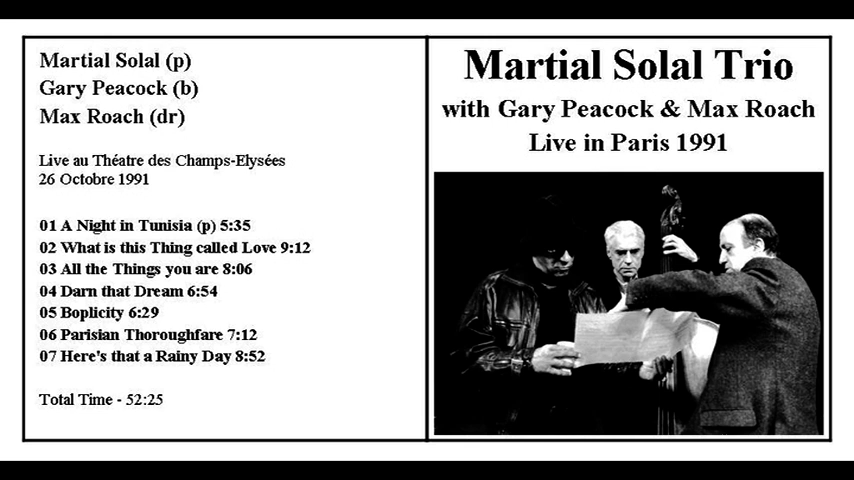 Martial Solal (p)
Gary Peacock (b)
Max Roach (dr)
Live au Théatre des Champs-Elysées
26 Octobre 1991
01 A Night in Tunisia (p) 5:35
02 What is this Thing called Love 9:12
03 All the Things you are 8:06
04 Darn that Dream 6:54
05 Boplicity 6:29
06 Parisian Thoroughfare 7:12
07 Here's that a Rainy Day 8:52
Total Time - 52:25
Martial Solal Trio
with Gary Peacock & Max Roach
Live in Paris 1991